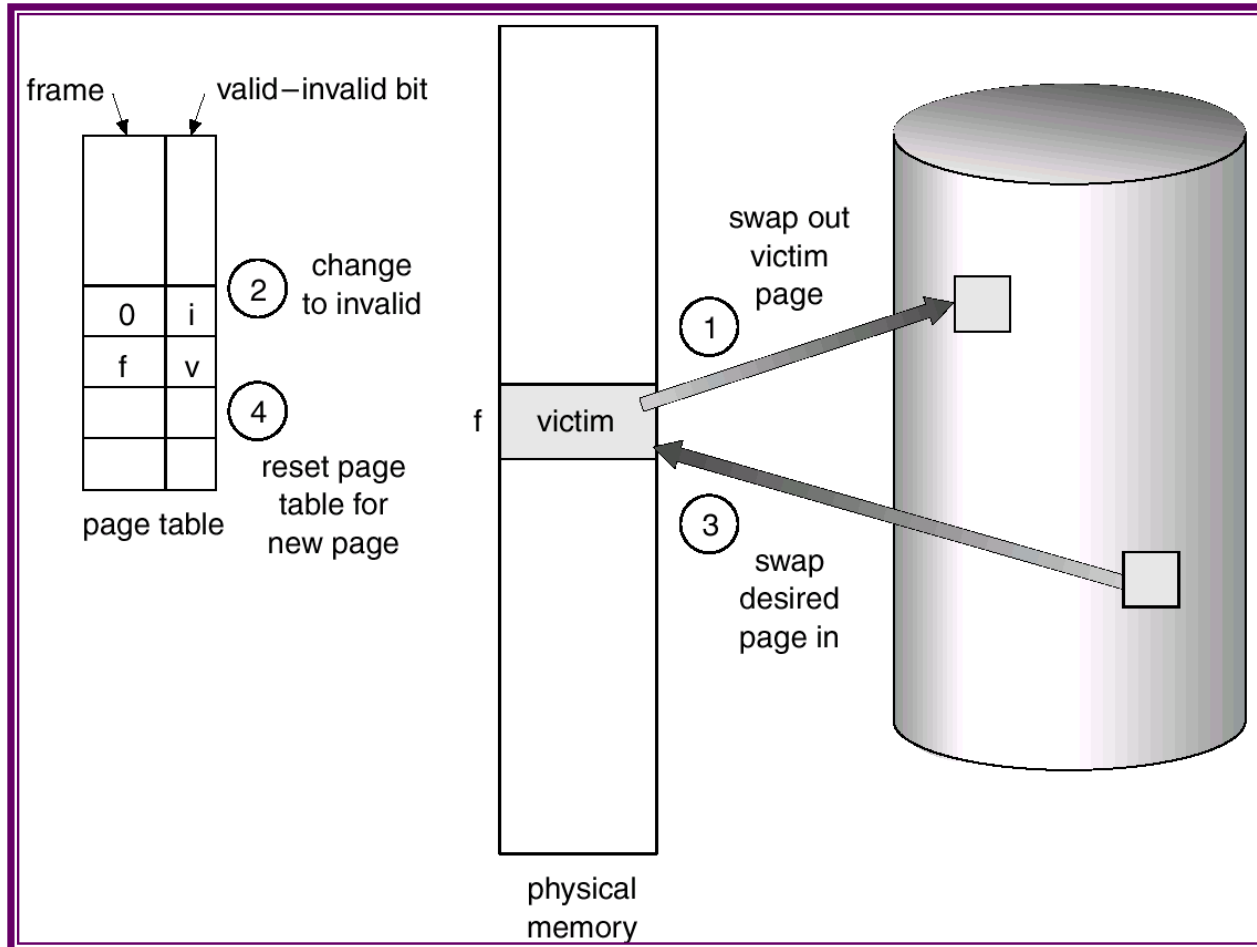 frame
valid–invalid bit
0
i
f
v
page table
2
change
to invalid
4
reset page
table for
new page
f
victim
physical
memory
1
swap out
victim
page
3
swap
desired
page in